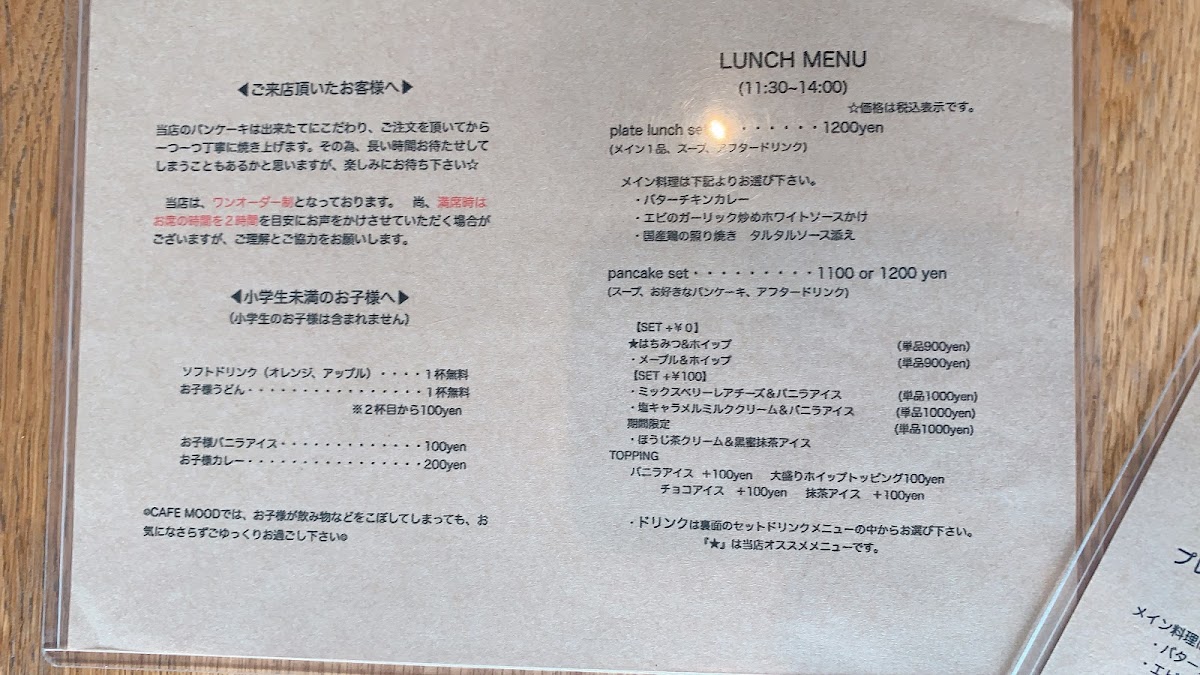 ◀ご来店頂いたお客様へ▶
当店のパンケーキは出来たてにこだわり、ご注文を頂いてから
一つ一つ丁寧に焼き上げます。その為、長い時間お待たせして
しまうこともあるかと思いますが、楽しみにお待ち下さい☆
当店は、ワンオーダー制となっております。 尚、満席時は
お席の時間を２時間を目安にお声をかけさせていただく場合が
ございますが、ご理解とご協力をお願いします。
◀小学生未満のお子様へ▶
(小学生のお子様は含まれません)
ソフトドリンク（オレンジ、アップル）・・・・１杯無料
お子様うどん・・・・・・・・・・・・・・・・・１杯無料
※２杯目から100yen
お子様バニラアイス・・・・・・・・・・・・・100yen
お子様カレー・・・・・・・・・・・・・・・・・200yen
☺CAFE MOODでは、お子様が飲み物などをこぼしてしまっても、お
気になさらずごゆっくりお過ごし下さい☺
LUNCH MENU
(11:30~14:00)
☆価格は税込表示です。
plate lunch set・・・・・・1200yen
(メイン１品、スープ、アフタードリンク)
メイン料理は下記よりお選び下さい。
・バターチキンカレー
・エビのガーリック炒めホワイトソースかけ
・国産鶏の照り焼き タルタルソース添え
pancake set・・・・・・・・・1100 or 1200 yen
(スープ、お好きなパンケーキ、アフタードリンク)
【SET +￥０】
★はちみつ&ホイップ (単品900yen)
・メープル＆ホイップ (単品900yen)
【SET +¥100】
・ミックスベリーレアチーズ＆バニラアイス (単品1000yen)
・塩キャラメルミルククリーム＆バニラアイス (単品1000yen)
期間限定 (単品1000yen)
・ほうじ茶クリーム＆黒蜜抹茶アイス
TOPPING
バニラアイス +100yen 大盛りホイップトッピング100yen
チョコアイス +100yen 抹茶アイス +100yen
・ドリンクは裏面のセットドリンクメニューの中からお選び下さい。
『★』は当店オススメメニューです。
メイン料理
・バタ
・エビ